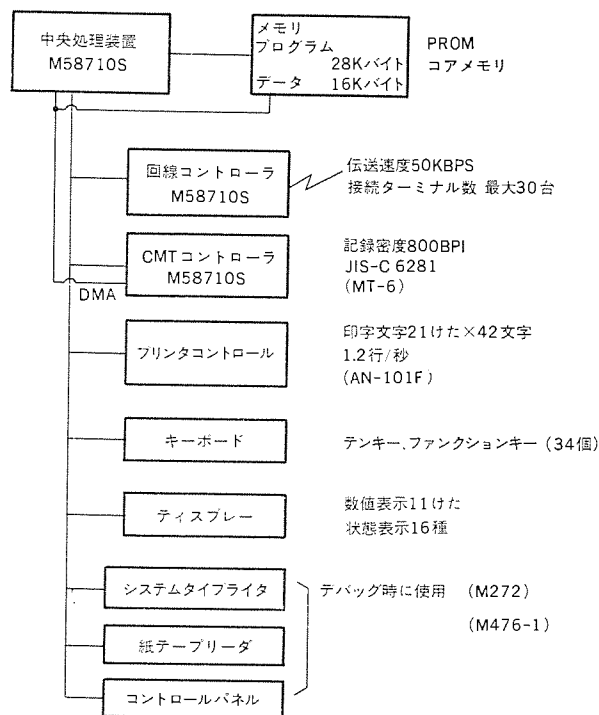 中央処理装置
M58710S
メモリ
プログラム
28Kバイト
データ 16Kバイト
PROM
コアメモリ
回線コントローラ
M58710S
伝送速度50KBPS
接続ターミナル数 最大30台
CMTコントローラ
M58710S
DMA
記録密度800BPI
JIS-C 6281
(MT-6)
プリンタコントロール
印字文字21けた×42文字
1.2行/秒
(AN-101F)
キーボード
テンキー、ファンクションキー (34個)
ティスプレー
数値表示11けた
状態表示16種
システムタイプライタ
デバッグ時に使用 (M272)
(M476-1)
紙テープリーダ
コントロールパネル